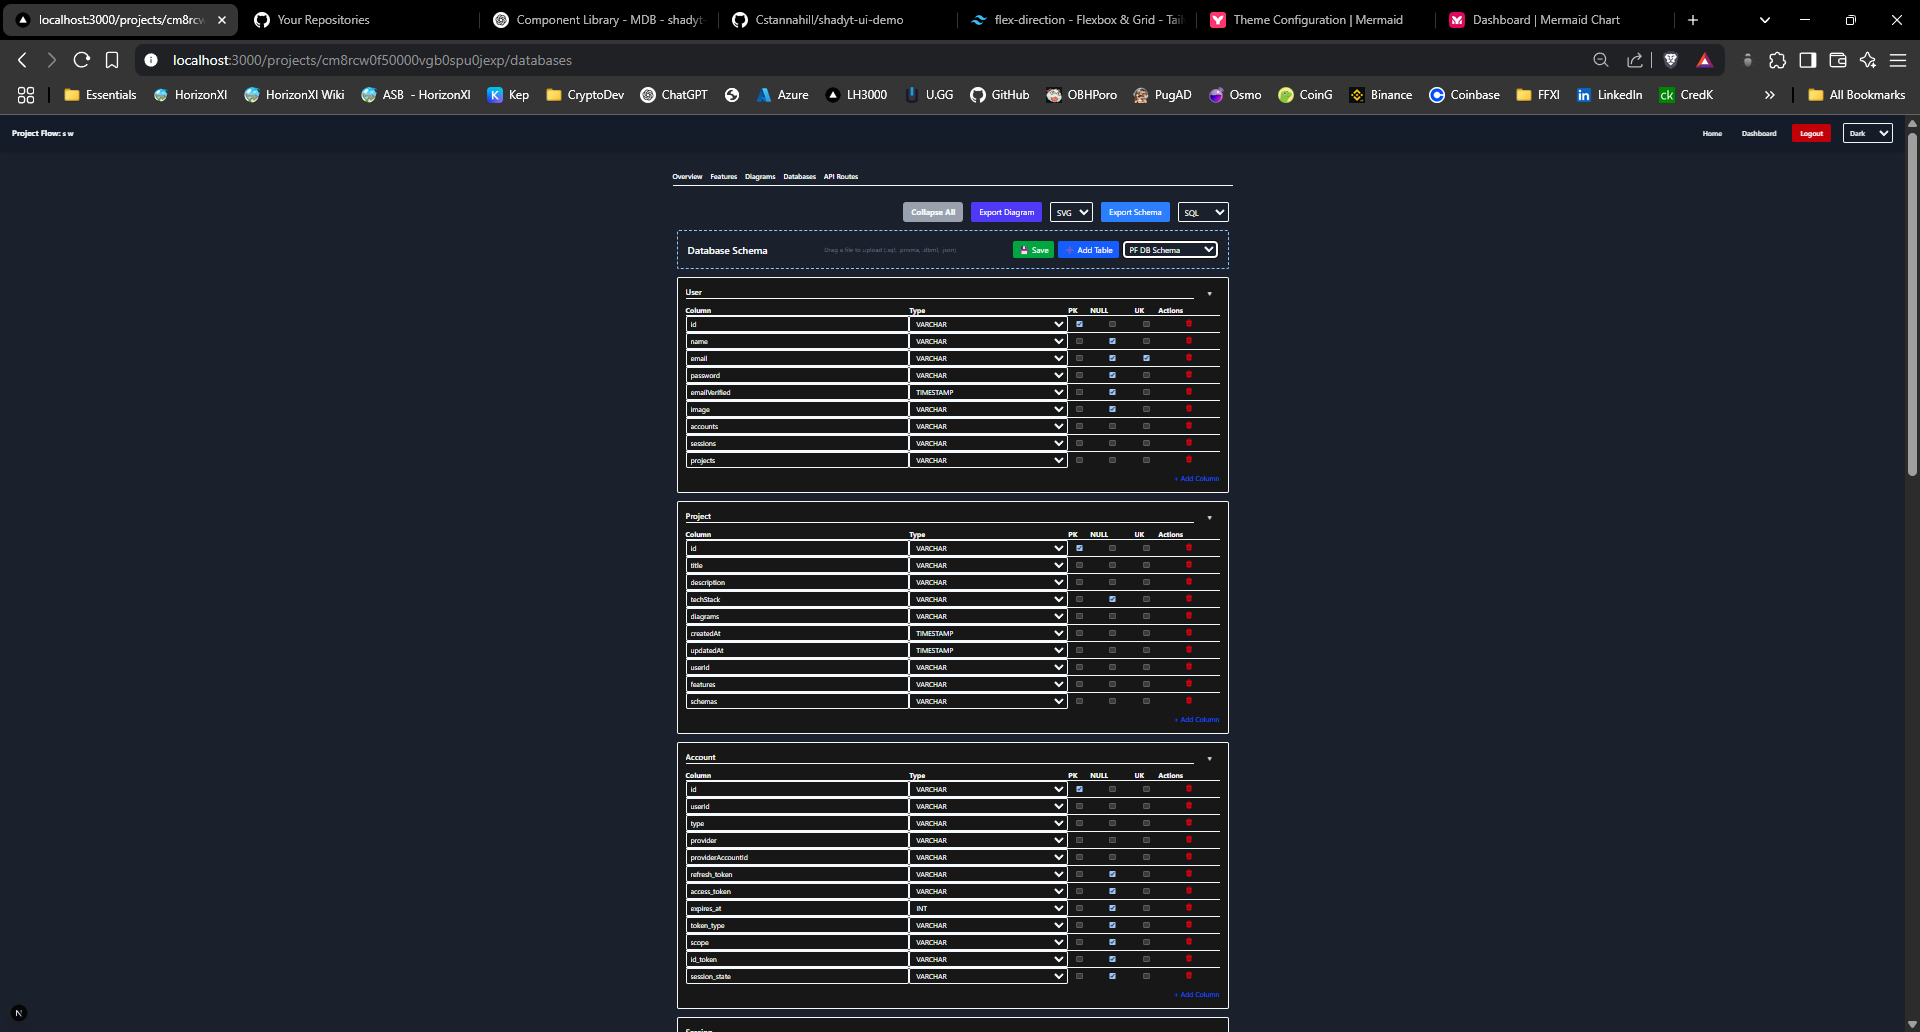 localhost:3000/projects/cm8rcw
Your Repositories
Component Library - MDB - shadyt-
Cstannahill/shadyt-ui-demo
flex-direction - Flexbox & Grid - Tail
Theme Configuration | Mermaid
Dashboard | Mermaid Chart
localhost:3000/projects/cm8rcw0f50000vgb0spu0jexp/databases
Essentials
HorizonXI
HorizonXI Wiki
ASB - HorizonXI
Kep
CryptoDev
ChatGPT
Azure
LH3000
U.GG
GitHub
OBHPoro
PugAD
Osmo
CoinG
Binance
Coinbase
FFXI
LinkedIn
CredK
All Bookmarks
Project Flow: s w
Home
Dashboard
Logout
Dark
Overview
Features
Diagrams
Databases
API Routes
Collapse All
Export Diagram
SVG
Export Schema
SQL
Database Schema
Drag a file to upload (.sql, .prisma, .dbml, .json)
Save
+ Add Table
PF DB Schema
User
Column Type PK NULL UK Actions
id VARCHAR
name VARCHAR
email VARCHAR
password VARCHAR
emailVerified TIMESTAMP
image VARCHAR
accounts VARCHAR
sessions VARCHAR
projects VARCHAR
+ Add Column
Project
Column Type PK NULL UK Actions
id VARCHAR
title VARCHAR
description VARCHAR
techStack VARCHAR
diagrams VARCHAR
createdAt TIMESTAMP
updatedAt TIMESTAMP
userId VARCHAR
features VARCHAR
schemas VARCHAR
+ Add Column
Account
Column Type PK NULL UK Actions
id VARCHAR
userId VARCHAR
type VARCHAR
provider VARCHAR
providerAccountId VARCHAR
refresh_token VARCHAR
access_token VARCHAR
expires_at INT
token_type VARCHAR
scope VARCHAR
id_token VARCHAR
session_state VARCHAR
+ Add Column
N